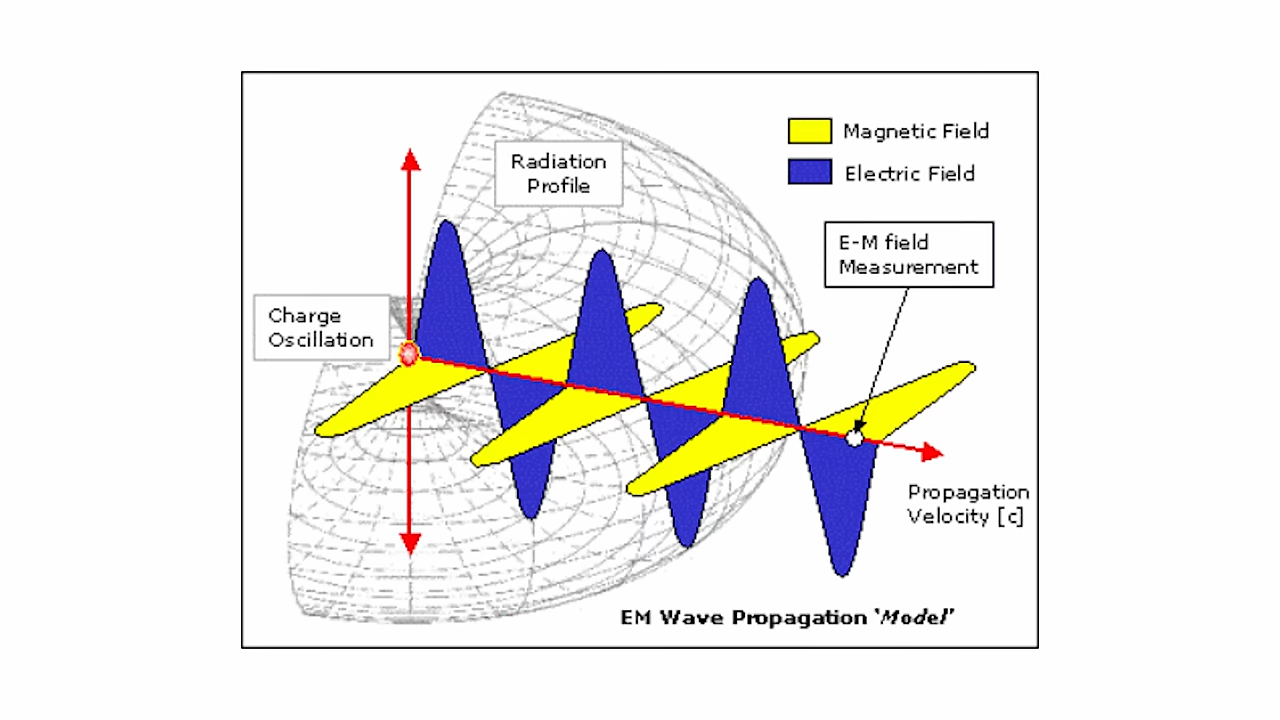 Magnetic Field
Radiation
Profile
Electric Field
E-M field
Measurement
Charge
Oscillation
Propagation
Velocity [c]
EM Wave Propagation 'Model'